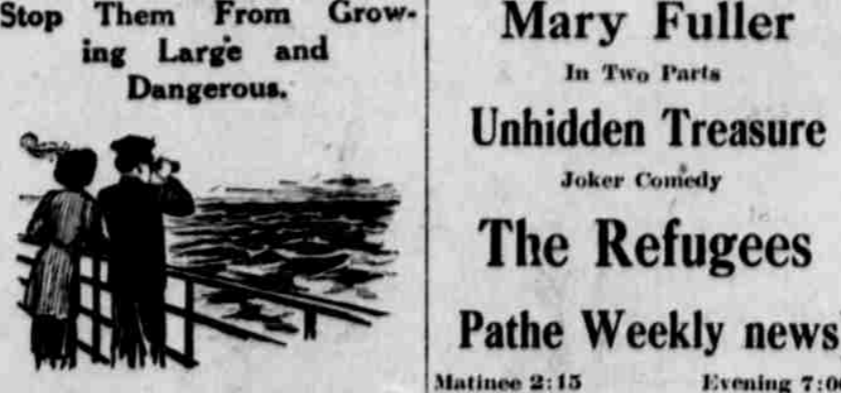 Stop Them From Grow-
ing Large and
Dangerous.
Mary Fuller
In Two Parts
Unhidden Treasure
Joker Comedy
The Refugees
Pathe Weekly news
Matinee 2:15 Evening 7:00